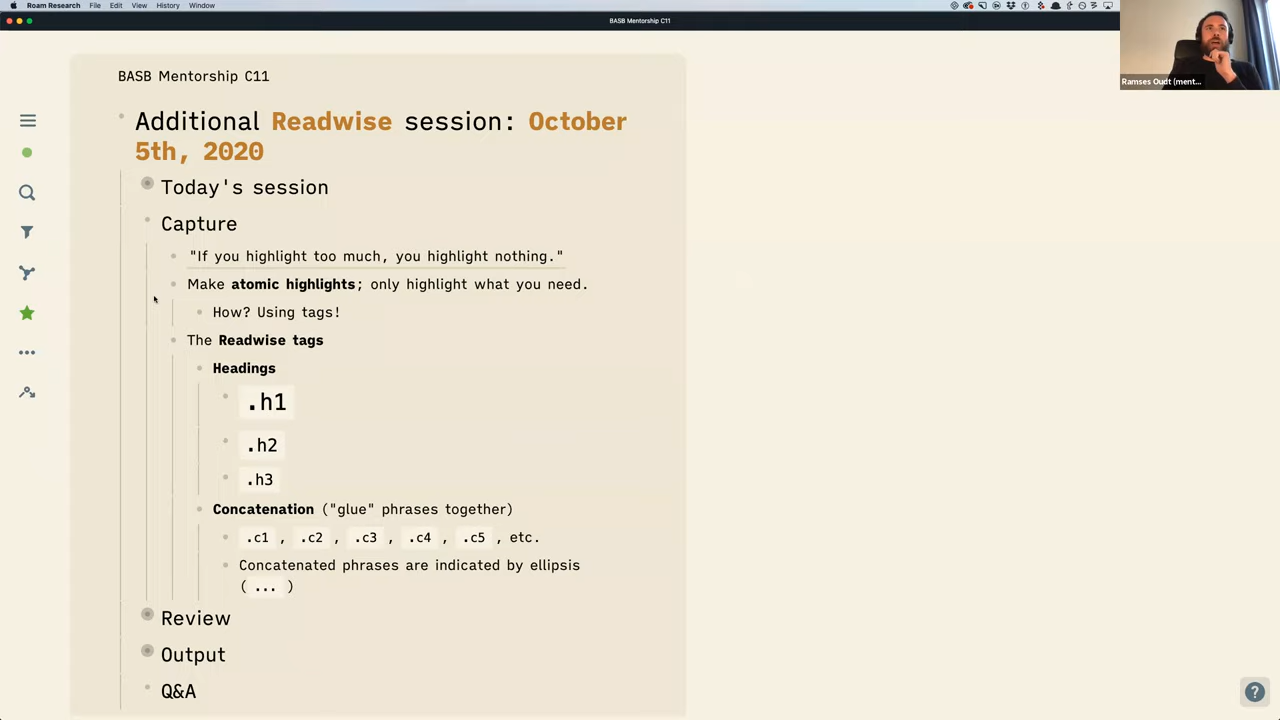 Roam Research File Edit View History Window
BASB Mentorship C11
Ramses Oudt (ment...
BASB Mentorship C11
Additional Readwise session: October
5th, 2020
Today's session
Capture
"If you highlight too much, you highlight nothing."
Make atomic highlights; only highlight what you need.
How? Using tags!
The Readwise tags
Headings
.h1
.h2
.h3
Concatenation ("glue" phrases together)
.c1 , .c2 , .c3 , .c4 , .c5 , etc.
Concatenated phrases are indicated by ellipsis
( ... )
Review
Output
Q&A